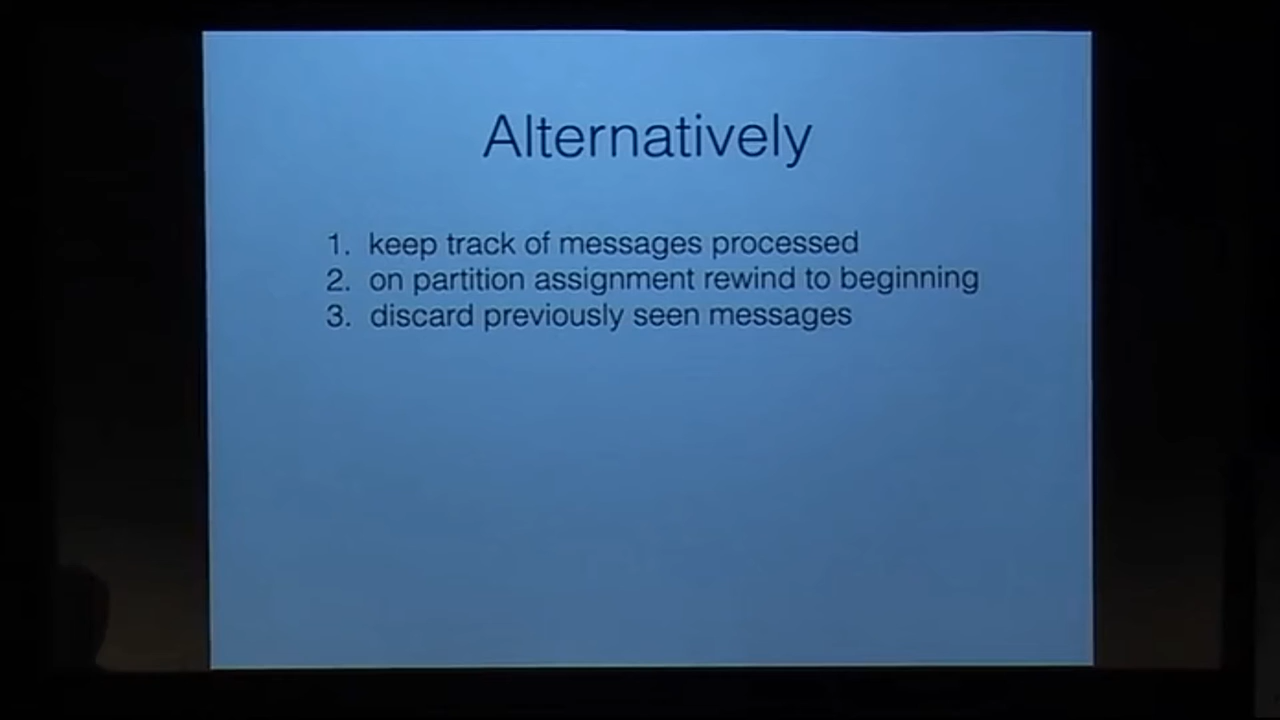 Alternatively
1. keep track of messages processed
2. on partition assignment rewind to beginning
3. discard previously seen messages